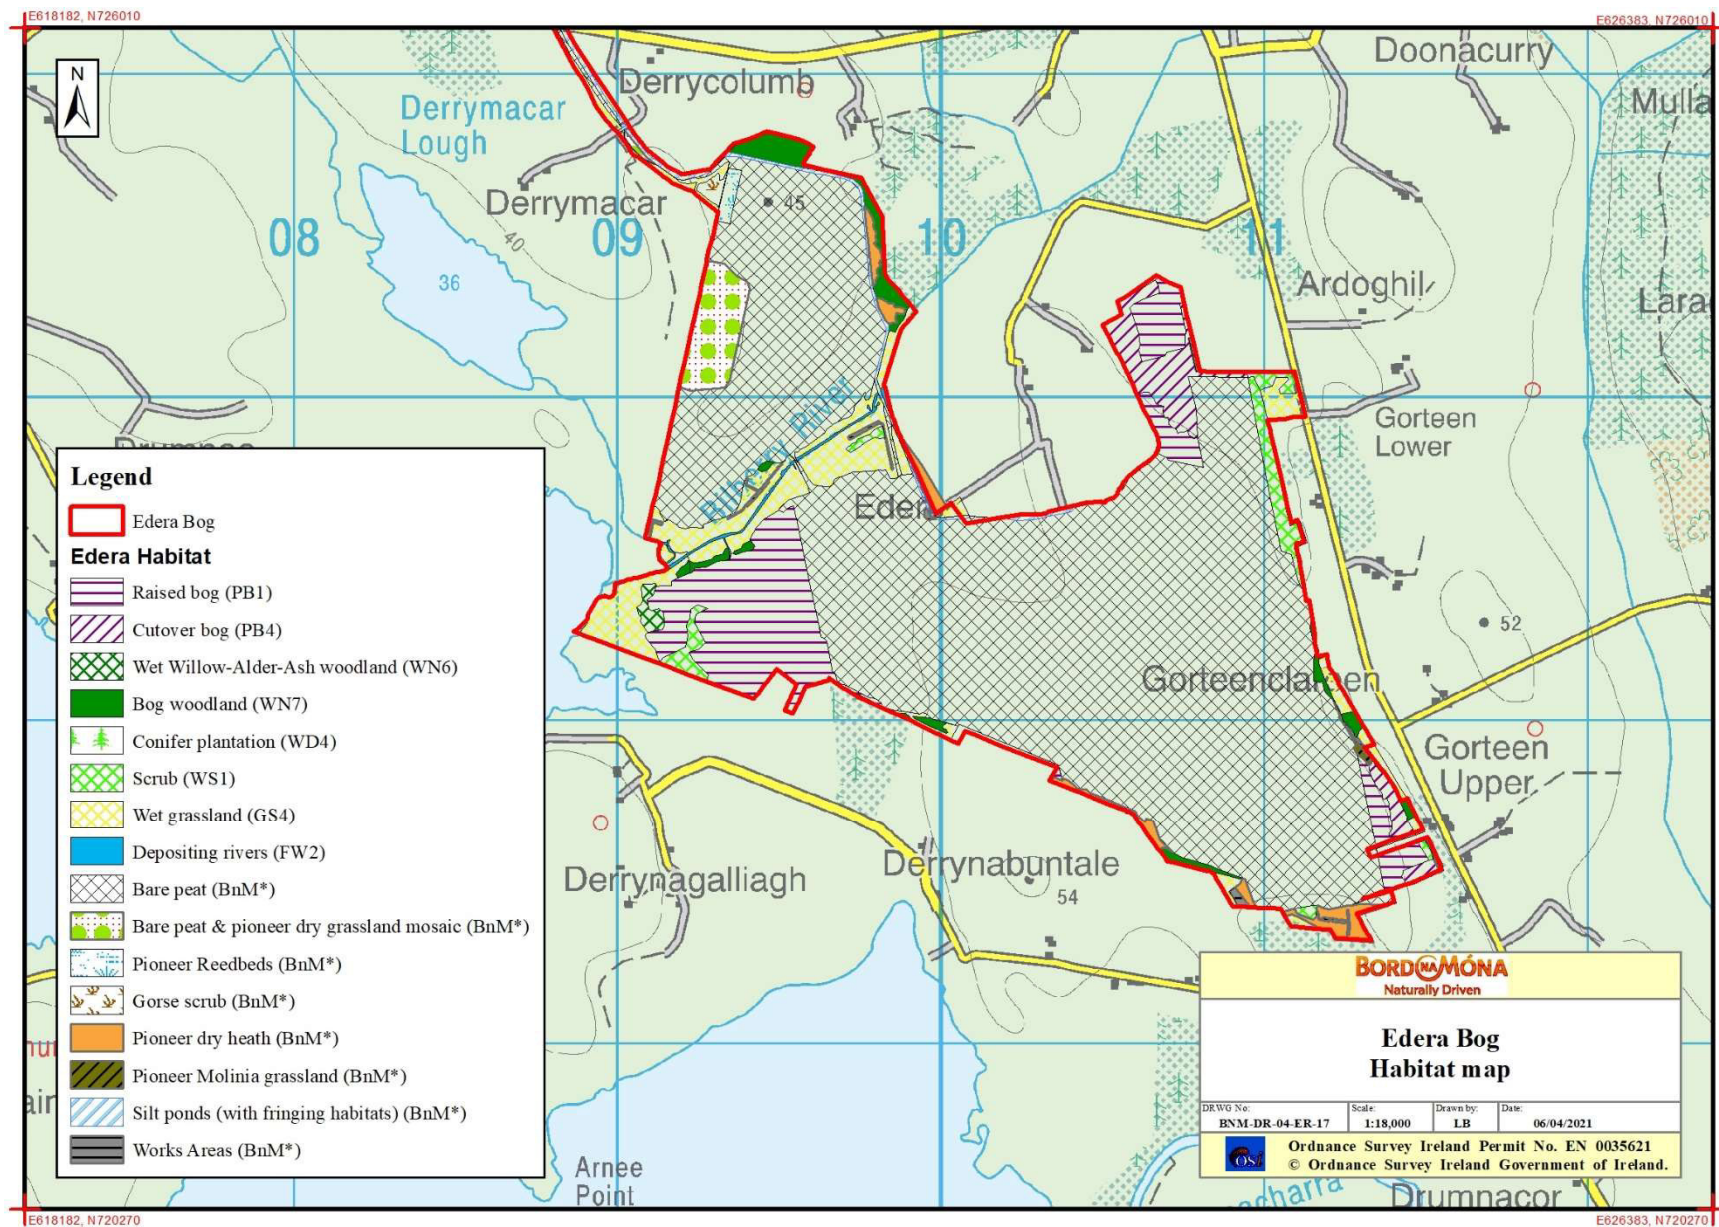 E618182, N726010
E626383, N726010
N
Doonacurry
Derrycolumb
Derrymacar
Lough
Derrymacar
45
08
09
10
11
40
36
Ardoghil
Gorteen
Lower
Bilberry River
Eder
52
Gorteenclareen
Gorteen
Upper
Derrynagalliagh
Derrynabuntale
54
Arnee
Point
Drumnacor
Legend
Edera Bog
Edera Habitat
Raised bog (PB1)
Cutover bog (PB4)
Wet Willow-Alder-Ash woodland (WN6)
Bog woodland (WN7)
Conifer plantation (WD4)
Scrub (WS1)
Wet grassland (GS4)
Depositing rivers (FW2)
Bare peat (BnM*)
Bare peat & pioneer dry grassland mosaic (BnM*)
Pioneer Reedbeds (BnM*)
Gorse scrub (BnM*)
Pioneer dry heath (BnM*)
Pioneer Molinia grassland (BnM*)
Silt ponds (with fringing habitats) (BnM*)
Works Areas (BnM*)
BORD NA MÓNA
Naturally Driven
Edera Bog
Habitat map
DRWG No: Scale: Drawn by: Date:
BNM-DR-04-ER-17 1:18,000 LB 06/04/2021
OSi
Ordnance Survey Ireland Permit No. EN 0035621
© Ordnance Survey Ireland Government of Ireland.
E618182, N720270
E626383, N720270